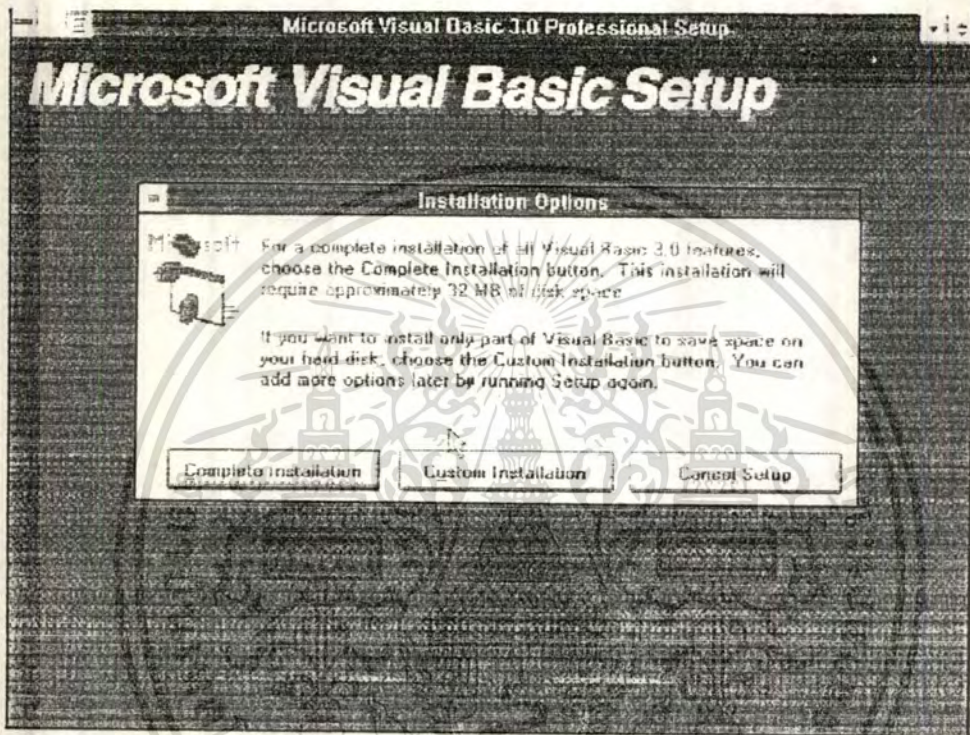 Microsoft Visual Basic 3.0 Professional Setup
Microsoft Visual Basic Setup
Installation Options
Microsoft
For a complete installation of all Visual Basic 3.0 features,
choose the Complete Installation button. This installation will
require approximately 32 MB of disk space
If you want to install only part of Visual Basic to save space on
your hard disk, choose the Custom Installation button. You can
add more options later by running Setup again.
Complete Installation
Custom Installation
Cancel Setup